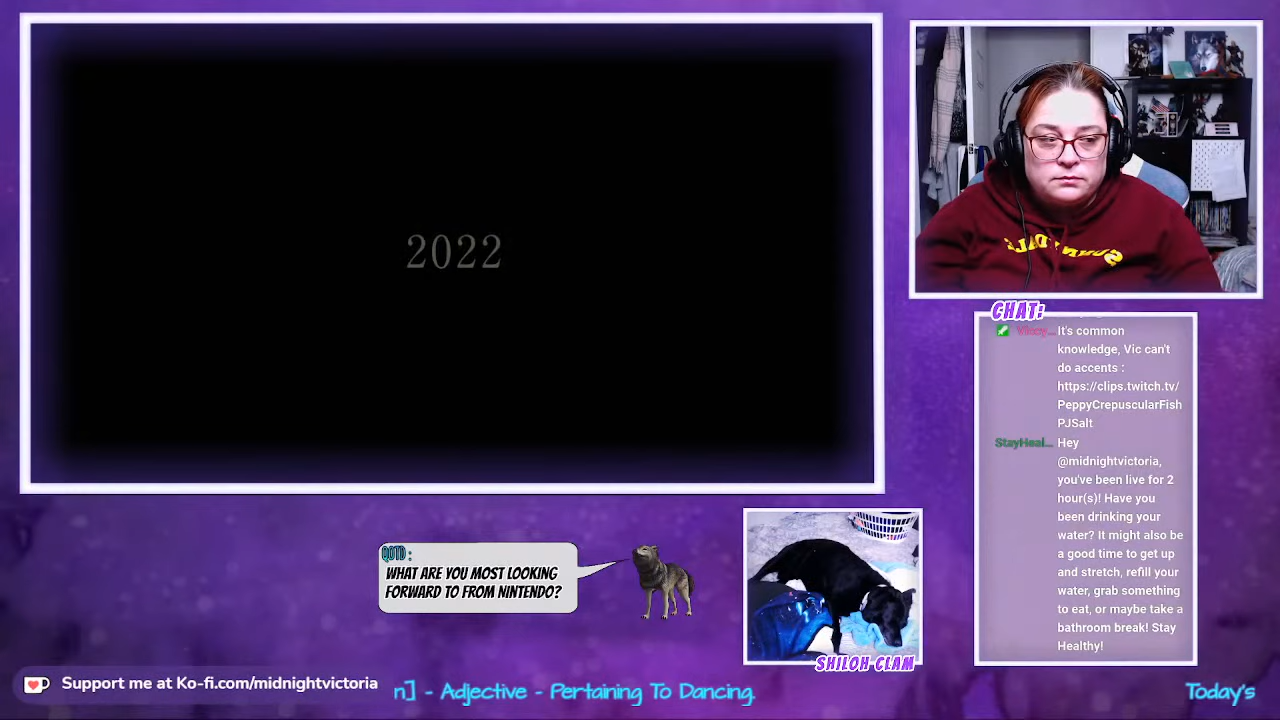 2022
CHAT:
Vicky...
It's common
knowledge, Vic can't
do accents :
https://clips.twitch.tv/
PeppyCrepuscularFish
PJSalt
StayHeal...
Hey
@midnightvictoria,
you've been live for 2
hour(s)! Have you
been drinking your
water? It might also be
a good time to get up
and stretch, refill your
water, grab something
to eat, or maybe take a
bathroom break! Stay
Healthy!
QOTD:
WHAT ARE YOU MOST LOOKING
FORWARD TO FROM NINTENDO?
SHILOH CLAM
Support me at Ko-fi.com/midnightvictoria
n] - Adjective - Pertaining To Dancing.
Today's